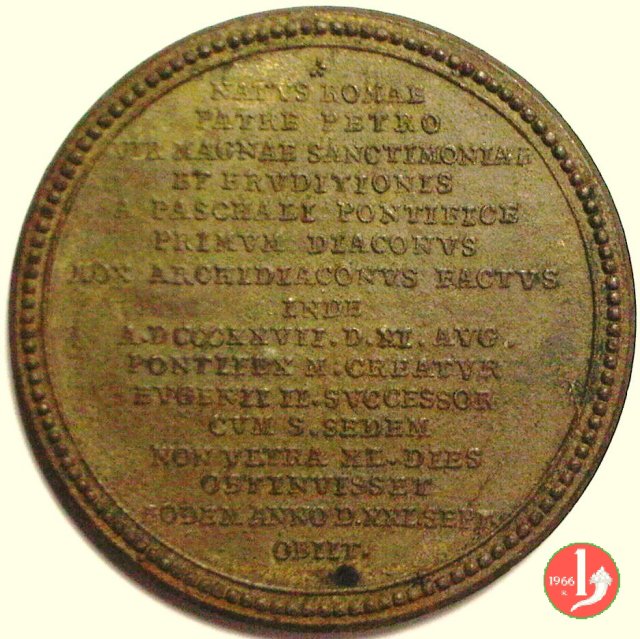 NATVS ROMAE
PATRE PETRO
VIR MAGNAE SANCTIMONIAE
ET ERVDITIONIS
A PASCHALI PONTIFICE
PRIMVM DIACONVS
MOX ARCHIDIACONVS FACTVS
INDE
A.DCCCXXVII.D.XI.AVG.
PONTIFEX M.CREATVR
EVGENII II.SVCCESSOR
CVM S.SEDEM
NON VLTRA XL.DIES
OBTINVISSET
EODEM ANNO D.XXI.SEPT.
OBIIT.
1966